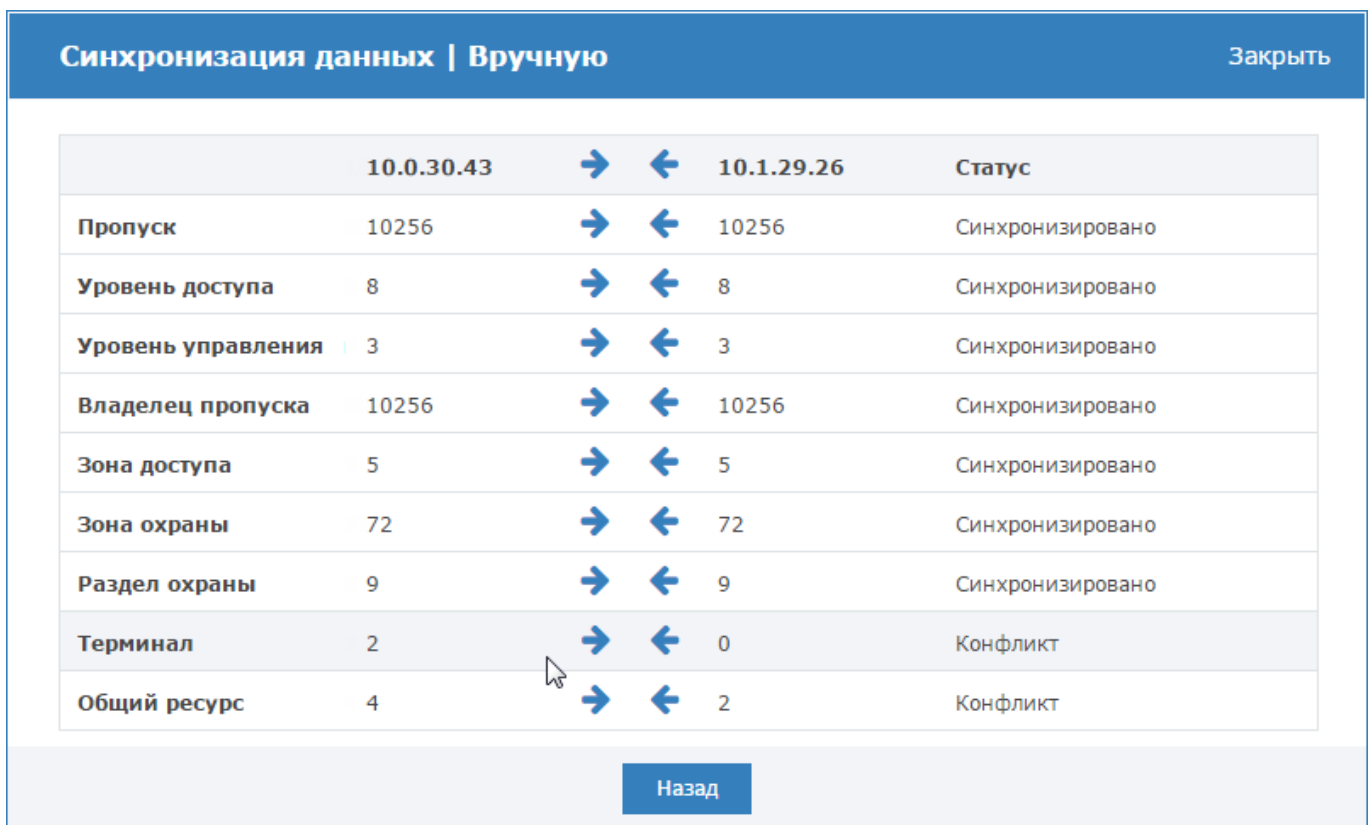 Синхронизация данных | Вручную Закрыть
10.0.30.43 10.1.29.26 Статус
Пропуск 10256 10256 Синхронизировано
Уровень доступа 8 8 Синхронизировано
Уровень управления 3 3 Синхронизировано
Владелец пропуска 10256 10256 Синхронизировано
Зона доступа 5 5 Синхронизировано
Зона охраны 72 72 Синхронизировано
Раздел охраны 9 9 Синхронизировано
Терминал 2 0 Конфликт
Общий ресурс 4 2 Конфликт
Назад